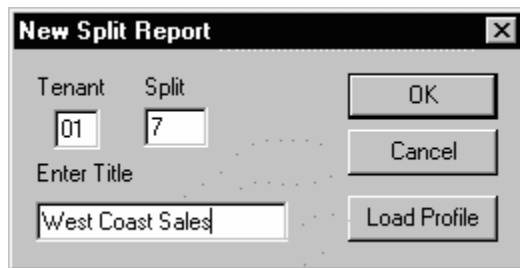 New Split Report
Tenant Split
01 7
Enter Title
West Coast Sales
OK
Cancel
Load Profile